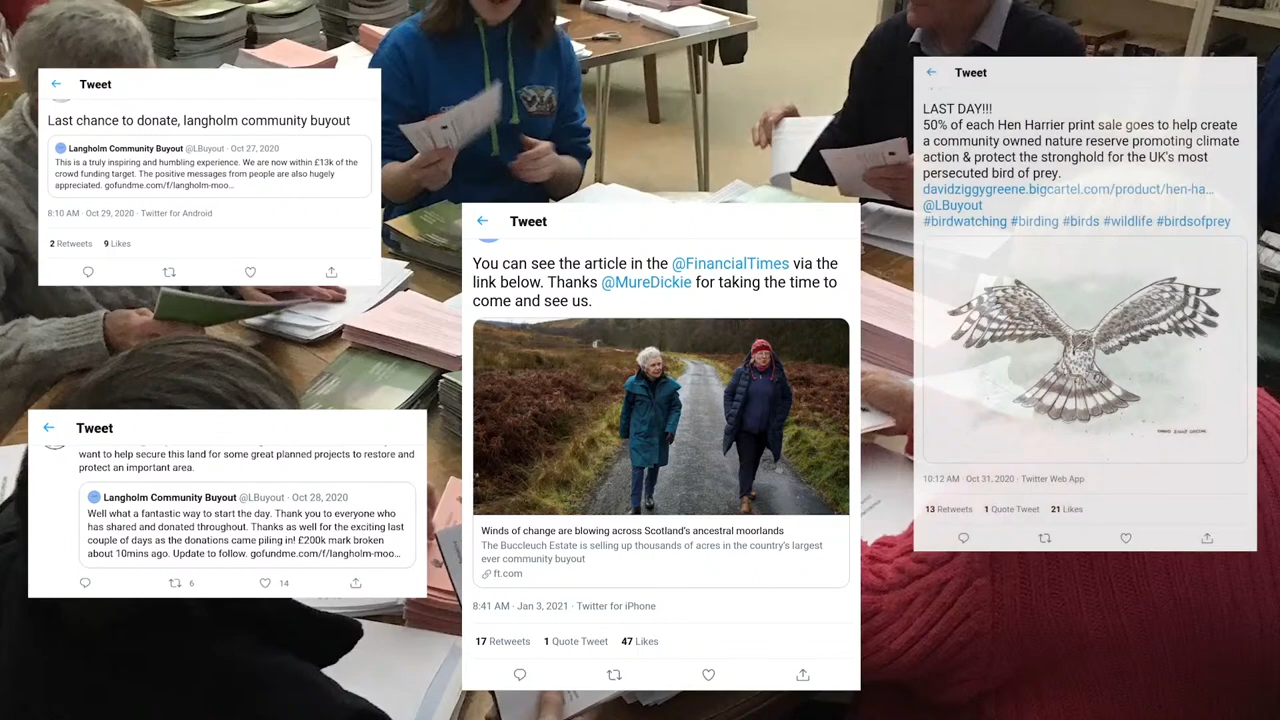 Tweet
Last chance to donate, langholm community buyout
Langholm Community Buyout @LBuyout · Oct 27, 2020
This is a truly inspiring and humbling experience. We are now within £13k of the
crowd funding target. The positive messages from people are also hugely
appreciated. gofundme.com/f/langholm-moo...
8:10 AM · Oct 29, 2020 · Twitter for Android
2 Retweets 9 Likes
Tweet
want to help secure this land for some great planned projects to restore and
protect an important area.
Langholm Community Buyout @LBuyout · Oct 28, 2020
Well what a fantastic way to start the day. Thank you to everyone who
has shared and donated throughout. Thanks as well for the exciting last
couple of days as the donations came piling in! £200k mark broken
about 10mins ago. Update to follow. gofundme.com/f/langholm-moo...
6 14
Tweet
You can see the article in the @FinancialTimes via the
link below. Thanks @MureDickie for taking the time to
come and see us.
Winds of change are blowing across Scotland's ancestral moorlands
The Buccleuch Estate is selling up thousands of acres in the country's largest
ever community buyout
ft.com
8:41 AM · Jan 3, 2021 · Twitter for iPhone
17 Retweets 1 Quote Tweet 47 Likes
Tweet
LAST DAY!!!
50% of each Hen Harrier print sale goes to help create
a community owned nature reserve promoting climate
action & protect the stronghold for the UK's most
persecuted bird of prey.
davidziggygreene.bigcartel.com/product/hen-ha...
@LBuyout
#birdwatching #birding #birds #wildlife #birdsofprey
DAVID ZIGGY GREENE
10:12 AM · Oct 31, 2020 · Twitter Web App
13 Retweets 1 Quote Tweet 21 Likes